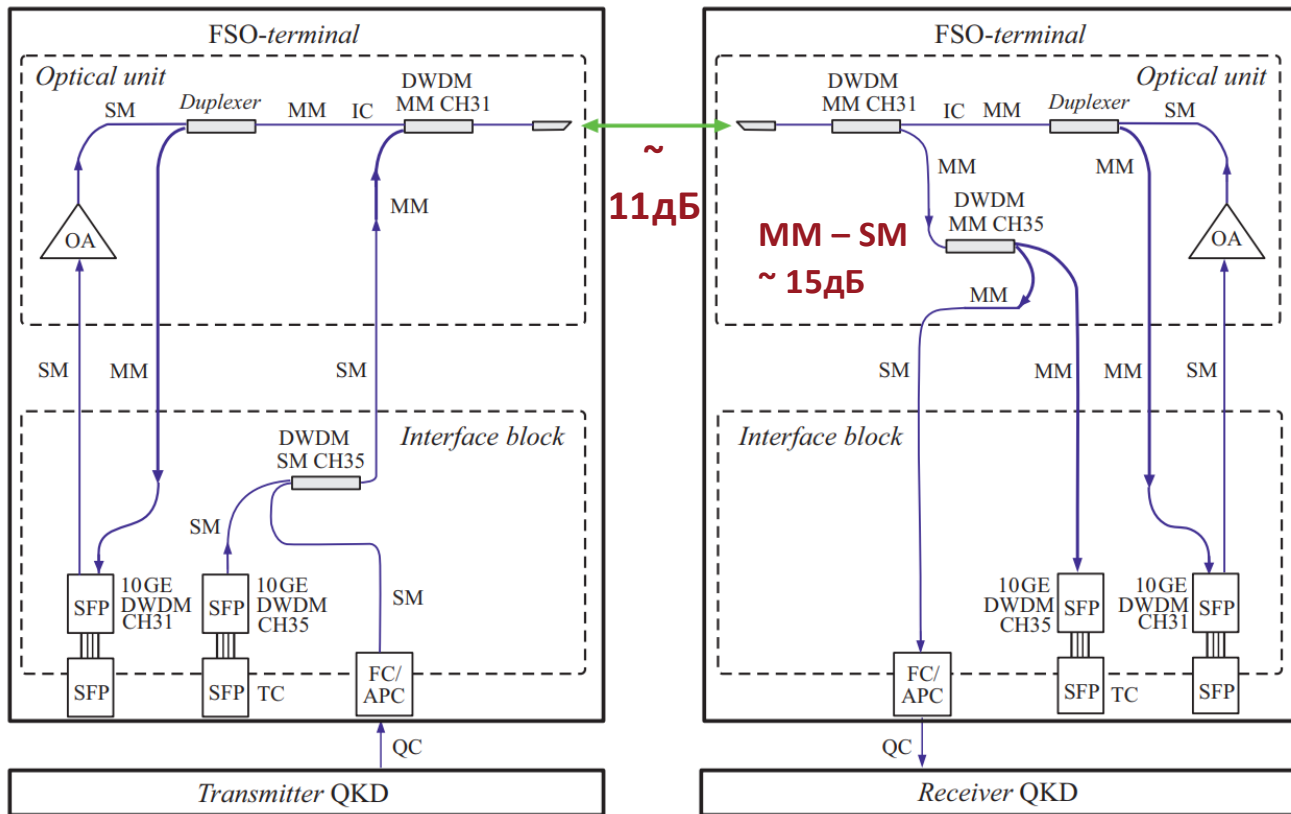 FSO-terminal
Optical unit
SM
Duplexer
MM
IC
DWDM
MM CH31
OA
MM
SM
MM
SM
Interface block
DWDM
SM CH35
SM
SM
SFP
10GE
DWDM
CH31
SFP
10GE
DWDM
CH35
SFP
SFP
TC
FC/
APC
QC
Transmitter QKD
~
11дБ
FSO-terminal
DWDM
MM CH31
IC
MM
Duplexer
Optical unit
SM
MM
MM
DWDM
MM CH35
MM – SM
~ 15дБ
OA
MM
SM
MM
MM
SM
Interface block
10GE
DWDM
CH35
SFP
10GE
DWDM
CH31
SFP
FC/
APC
SFP
TC
SFP
QC
Receiver QKD